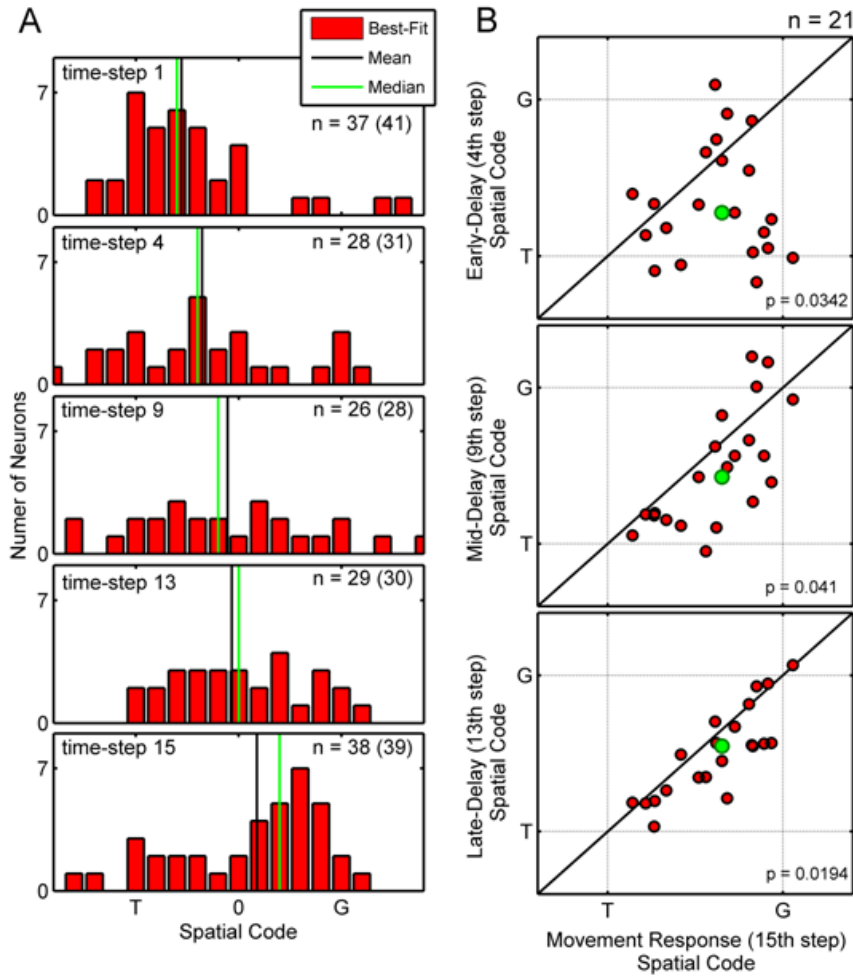 A
Best-Fit
Mean
Median
time-step 1
n = 37 (41)
7
0
time-step 4
n = 28 (31)
7
0
time-step 9
n = 26 (28)
7
0
time-step 13
n = 29 (30)
7
0
time-step 15
n = 38 (39)
7
0
T 0 G
Spatial Code
Numer of Neurons
B
n = 21
Early-Delay (4th step)
Spatial Code
G
T
p = 0.0342
Mid-Delay (9th step)
Spatial Code
G
T
p = 0.041
Late-Delay (13th step)
Spatial Code
G
T
p = 0.0194
T G
Movement Response (15th step)
Spatial Code